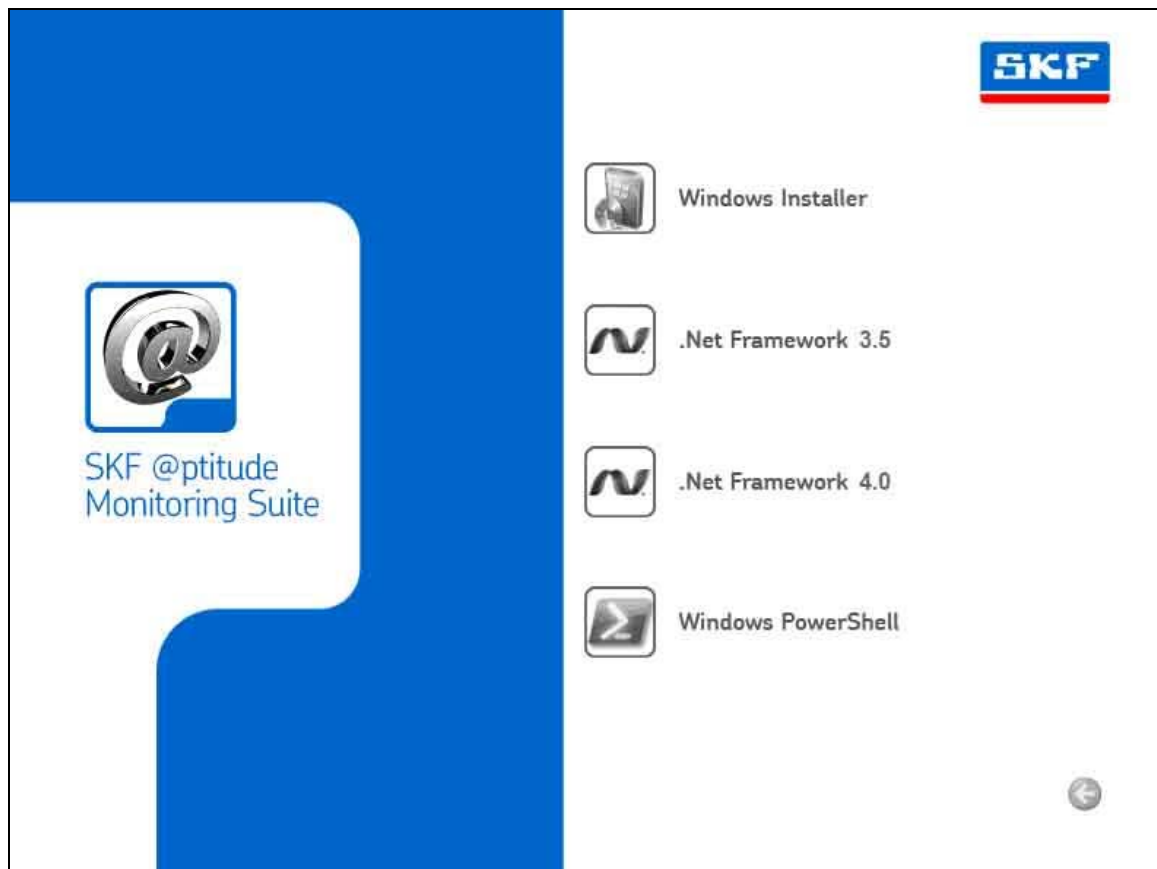 SKF
Windows Installer
.Net Framework 3.5
.Net Framework 4.0
Windows PowerShell
SKF @ptitude
Monitoring Suite